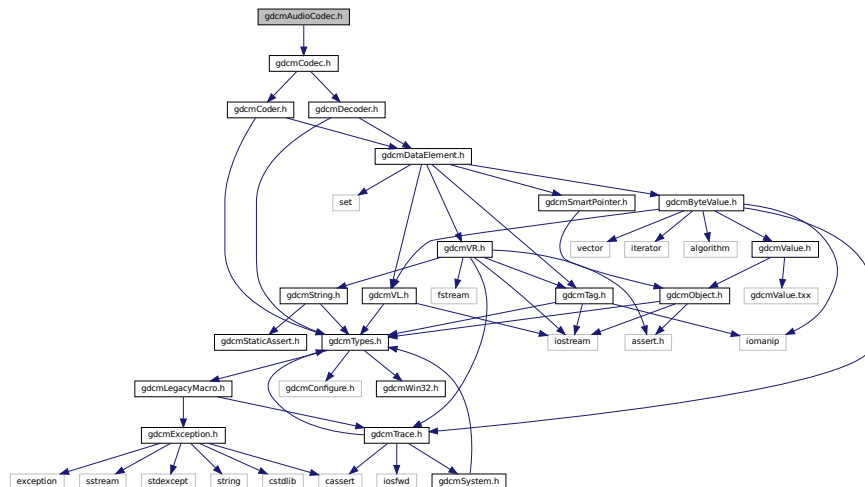 gdcmAudioCodec.h
gdcmCodec.h
gdcmCoder.h
gdcmDecoder.h
gdcmDataElement.h
set
gdcmSmartPointer.h
gdcmByteValue.h
gdcmVR.h
vector
iterator
algorithm
gdcmValue.h
gdcmString.h
gdcmVL.h
fstream
gdcmTag.h
gdcmObject.h
gdcmValue.txx
gdcmStaticAssert.h
gdcmTypes.h
iostream
assert.h
iomanip
gdcmLegacyMacro.h
gdcmConfigure.h
gdcmWin32.h
gdcmException.h
gdcmTrace.h
exception
sstream
stdexcept
string
cstdlib
cassert
iosfwd
gdcmSystem.h